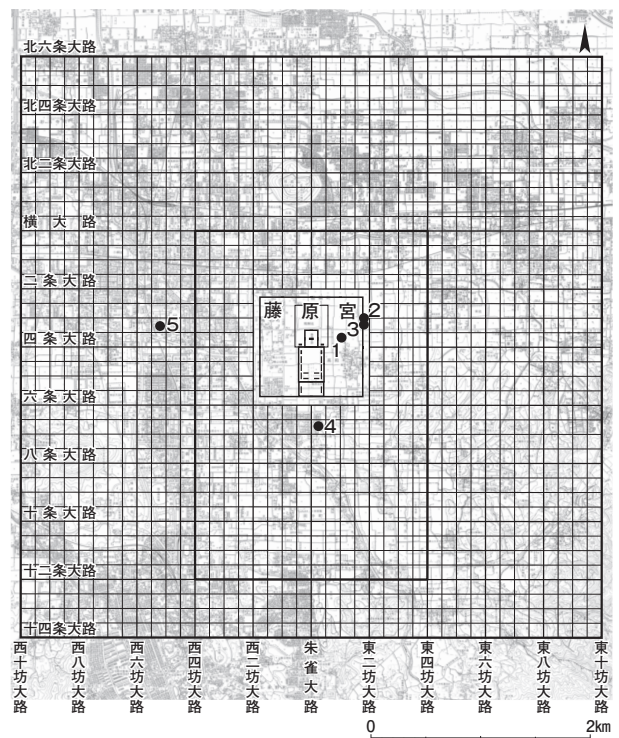 北六条大路
北四条大路
北二条大路
横大路
二条大路
藤原宮
2
3
5
四条大路
1
六条大路
4
八条大路
十条大路
十二条大路
十四条大路
西十坊大路
西八坊大路
西六坊大路
西四坊大路
西二坊大路
朱雀大路
東二坊大路
東四坊大路
東六坊大路
東八坊大路
東十坊大路
0 2km